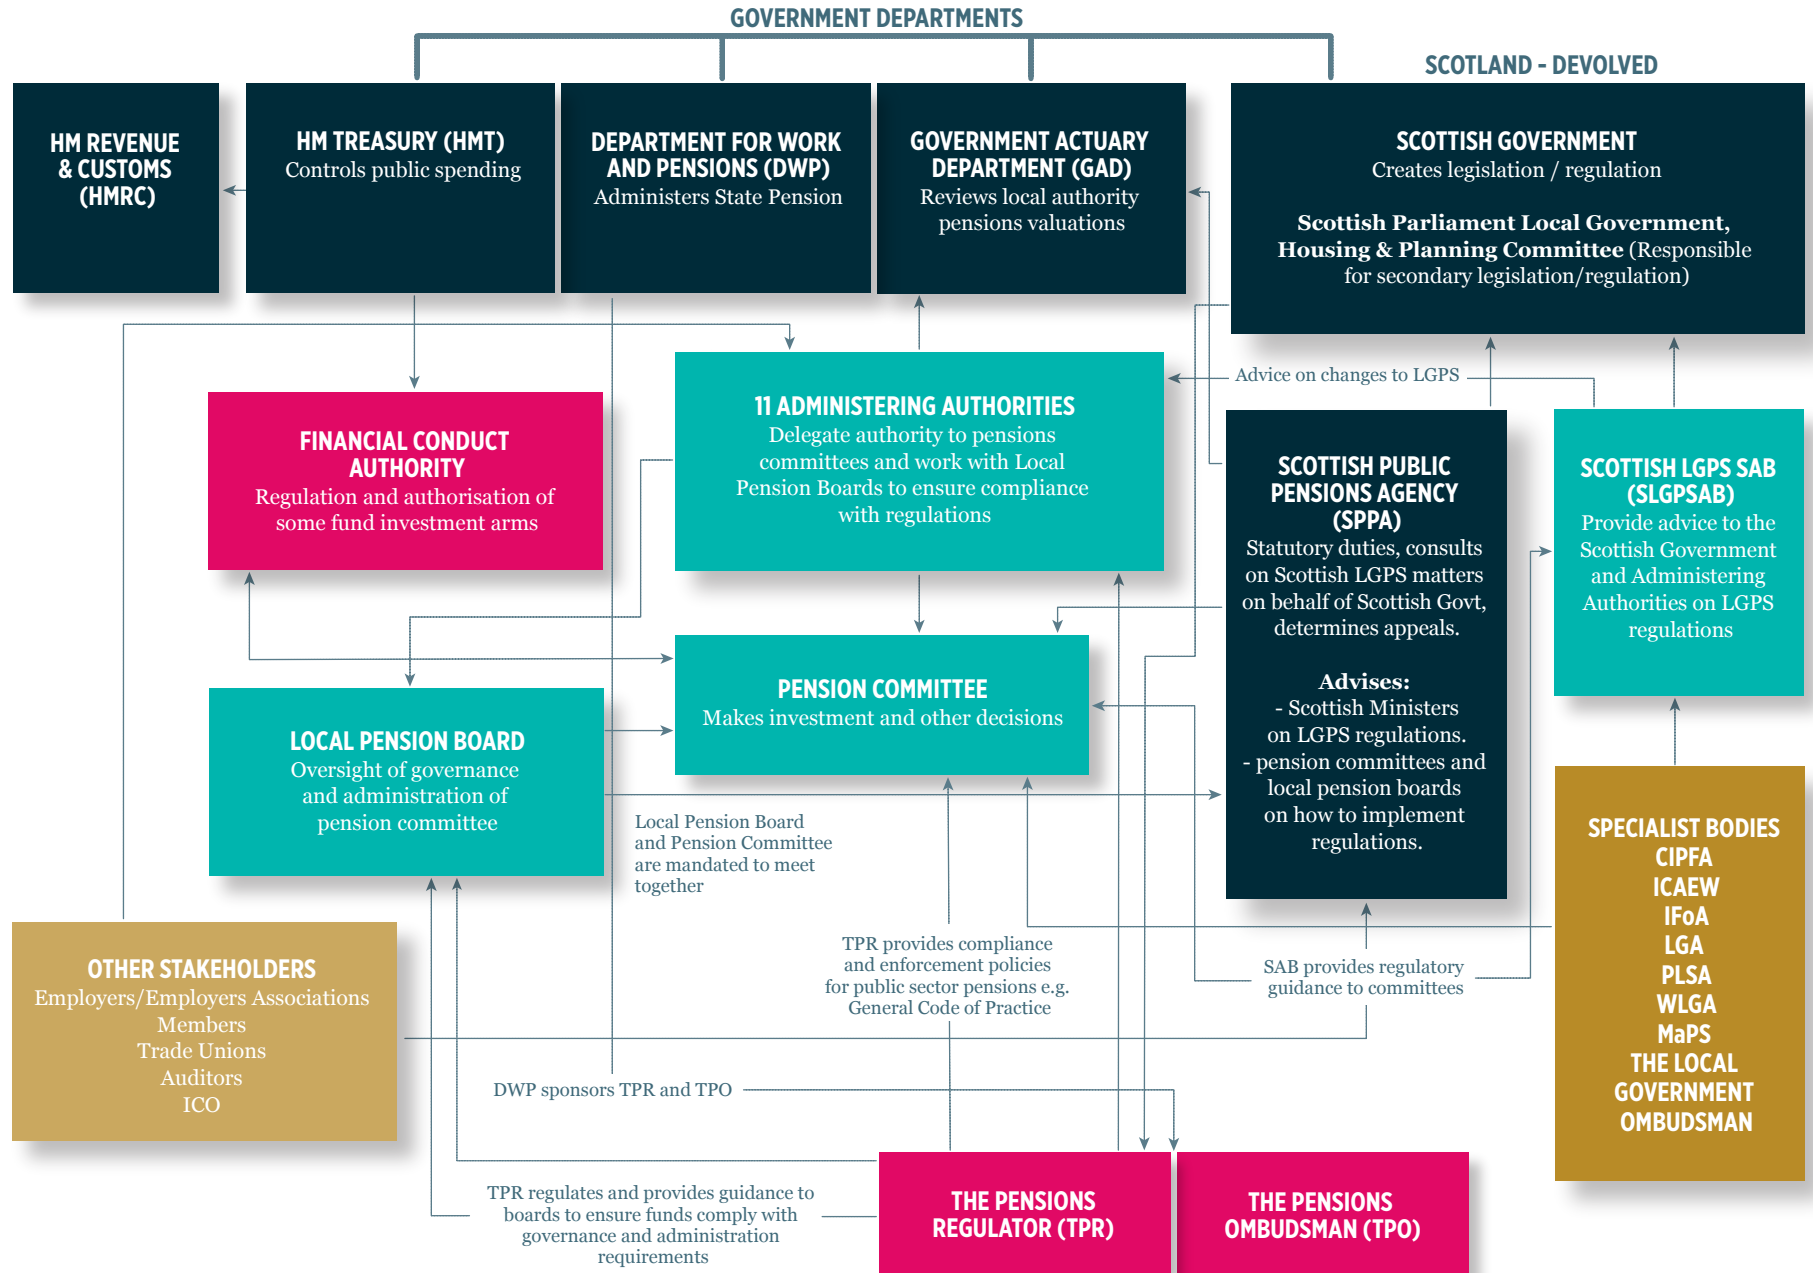 GOVERNMENT DEPARTMENTS
SCOTLAND - DEVOLVED
HM REVENUE
& CUSTOMS
(HMRC)
HM TREASURY (HMT)
Controls public spending
DEPARTMENT FOR WORK
AND PENSIONS (DWP)
Administers State Pension
GOVERNMENT ACTUARY
DEPARTMENT (GAD)
Reviews local authority
pensions valuations
SCOTTISH GOVERNMENT
Creates legislation / regulation
Scottish Parliament Local Government,
Housing & Planning Committee (Responsible
for secondary legislation/regulation)
Advice on changes to LGPS
FINANCIAL CONDUCT
AUTHORITY
Regulation and authorisation of
some fund investment arms
11 ADMINISTERING AUTHORITIES
Delegate authority to pensions
committees and work with Local
Pension Boards to ensure compliance
with regulations
SCOTTISH PUBLIC
PENSIONS AGENCY
(SPPA)
Statutory duties, consults
on Scottish LGPS matters
on behalf of Scottish Govt,
determines appeals.
Advises:
- Scottish Ministers
on LGPS regulations.
- pension committees and
local pension boards
on how to implement
regulations.
SCOTTISH LGPS SAB
(SLGPSAB)
Provide advice to the
Scottish Government
and Administering
Authorities on LGPS
regulations
PENSION COMMITTEE
Makes investment and other decisions
LOCAL PENSION BOARD
Oversight of governance
and administration of
pension committee
Local Pension Board
and Pension Committee
are mandated to meet
together
SPECIALIST BODIES
CIPFA
ICAEW
IFoA
LGA
PLSA
WLGA
MaPS
THE LOCAL
GOVERNMENT
OMBUDSMAN
OTHER STAKEHOLDERS
Employers/Employers Associations
Members
Trade Unions
Auditors
ICO
TPR provides compliance
and enforcement policies
for public sector pensions e.g.
General Code of Practice
SAB provides regulatory
guidance to committees
DWP sponsors TPR and TPO
TPR regulates and provides guidance to
boards to ensure funds comply with
governance and administration
requirements
THE PENSIONS
REGULATOR (TPR)
THE PENSIONS
OMBUDSMAN (TPO)